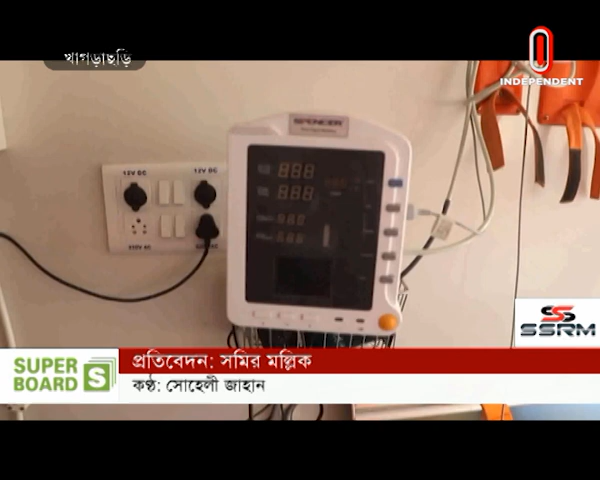 খাগড়াছড়ি
INDEPENDENT
SPENCER
12V DC
12V DC
SSRM
SUPER
BOARD S
প্রতিবেদন: সমির মল্লিক
কণ্ঠ: সোহেলী জাহান